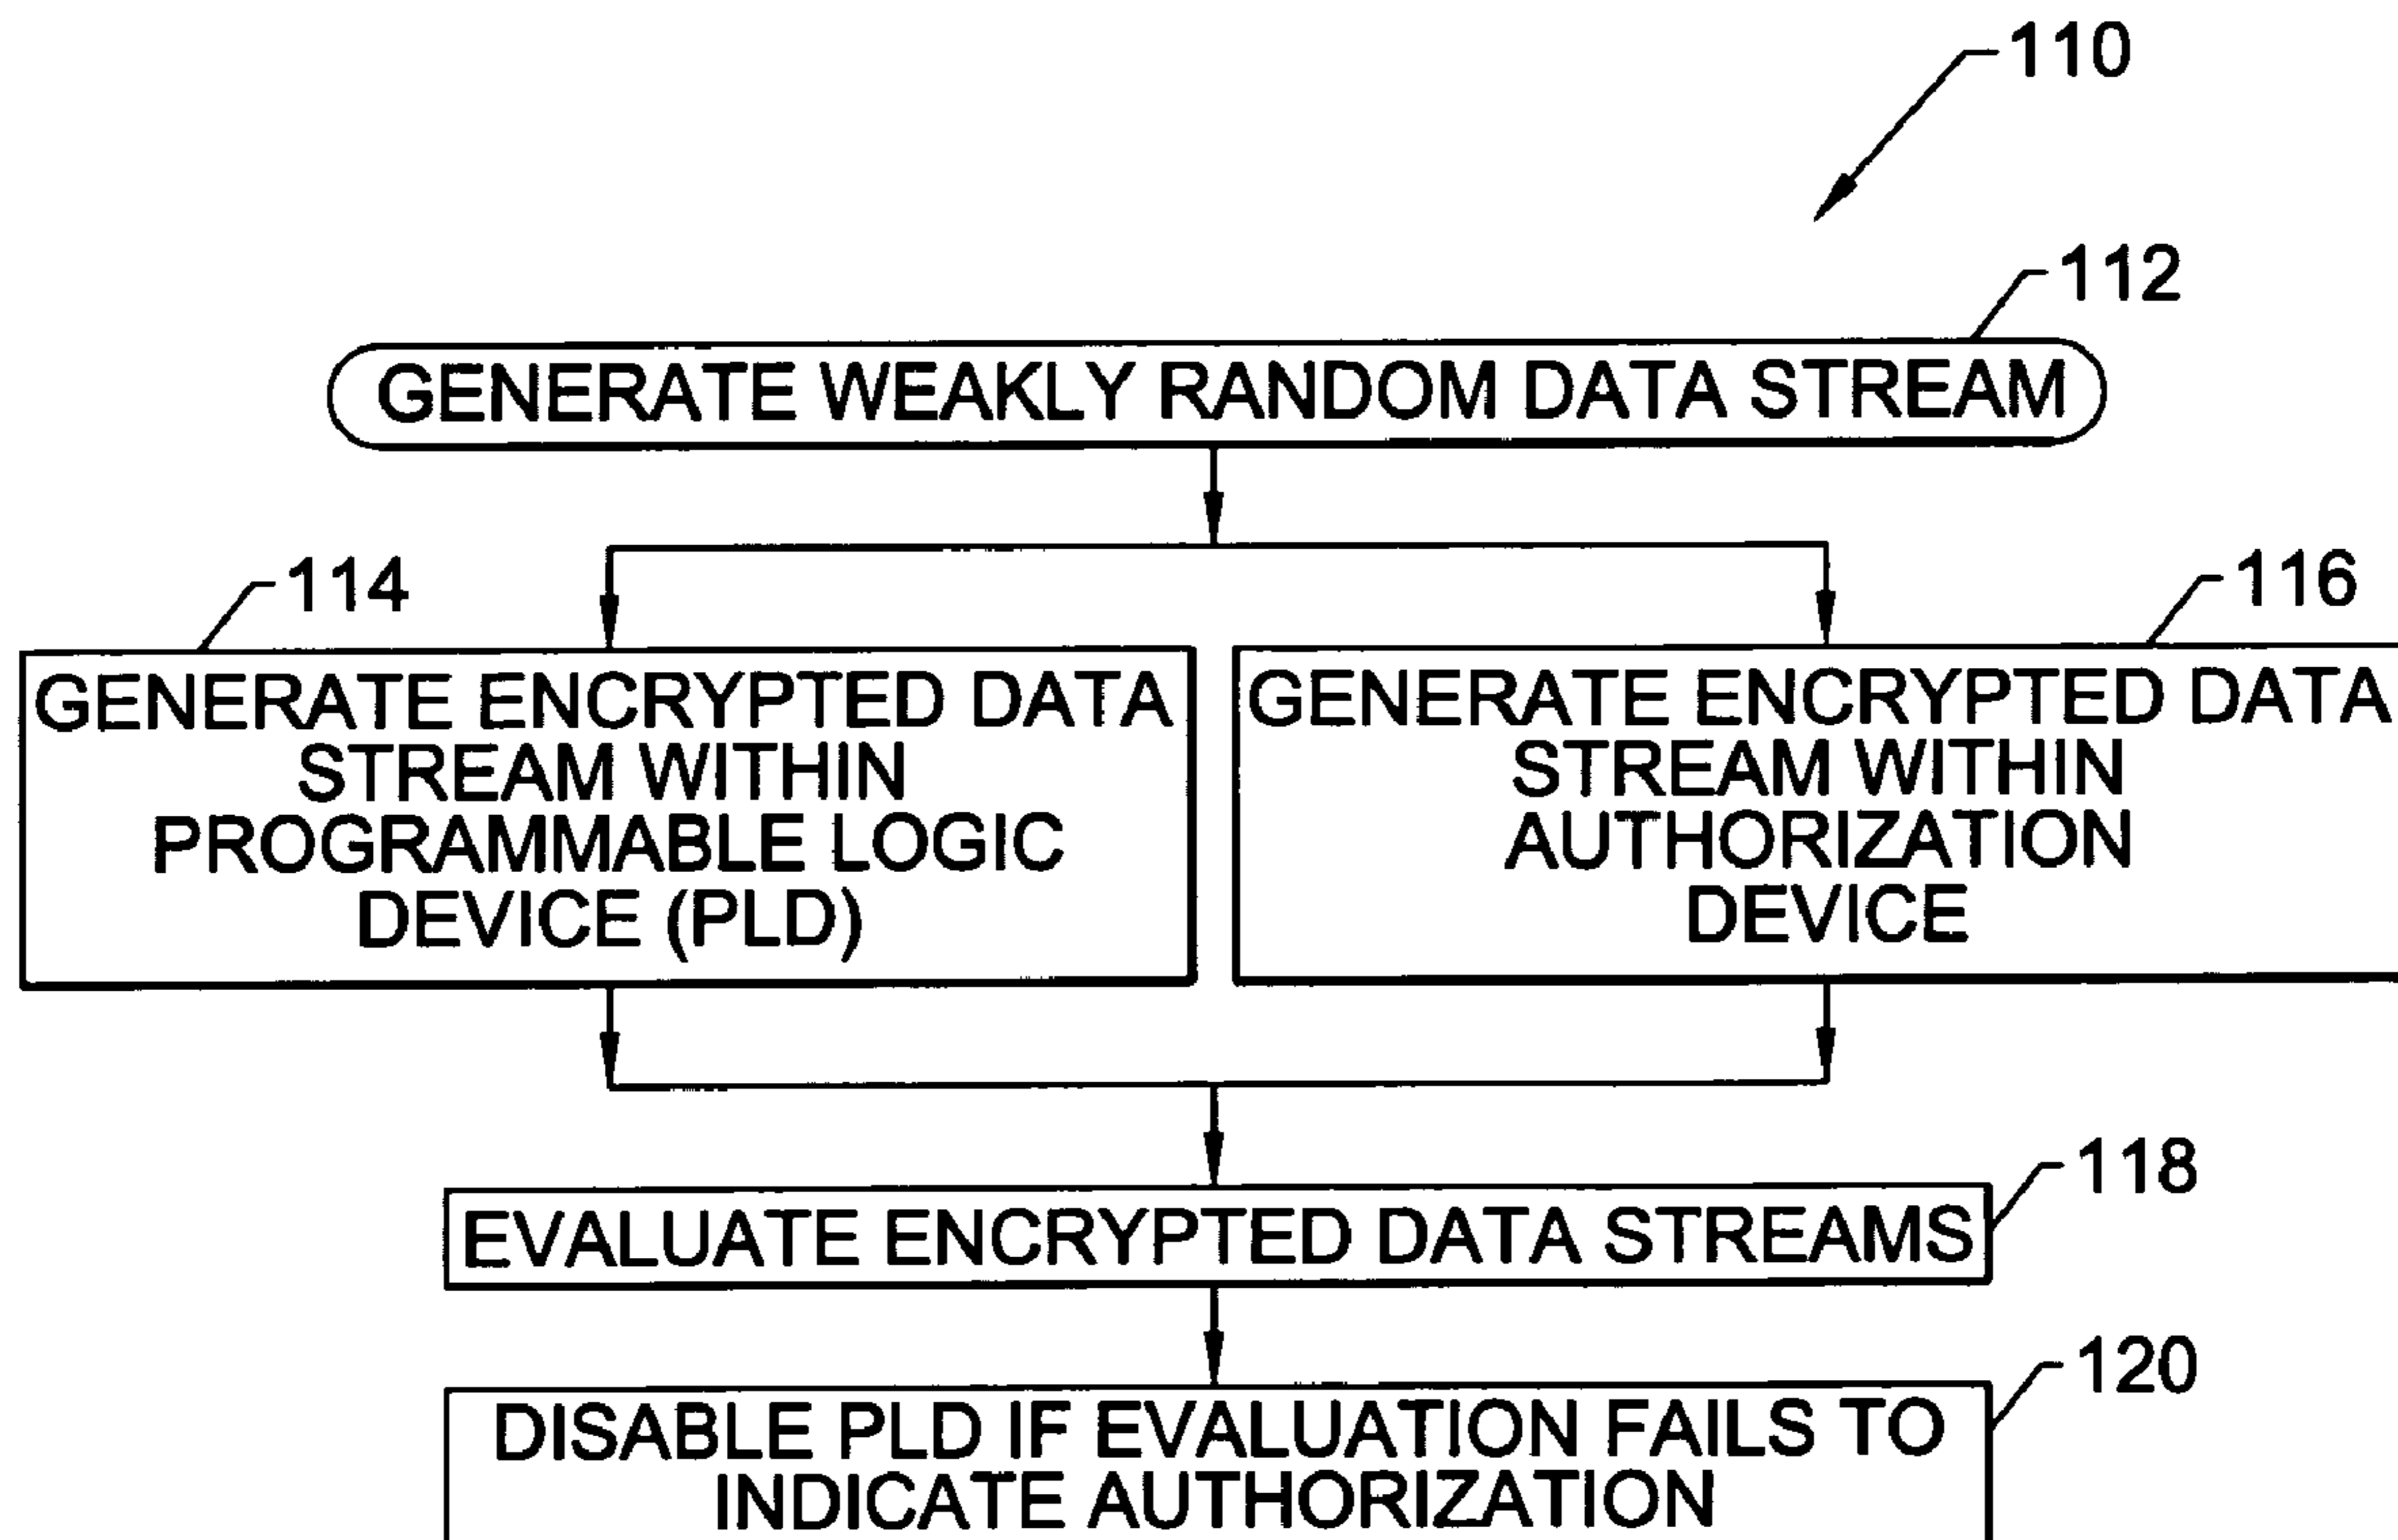 110
112
GENERATE WEAKLY RANDOM DATA STREAM
114
GENERATE ENCRYPTED DATA
STREAM WITHIN
PROGRAMMABLE LOGIC
DEVICE (PLD)
116
GENERATE ENCRYPTED DATA
STREAM WITHIN
AUTHORIZATION
DEVICE
118
EVALUATE ENCRYPTED DATA STREAMS
120
DISABLE PLD IF EVALUATION FAILS TO
INDICATE AUTHORIZATION